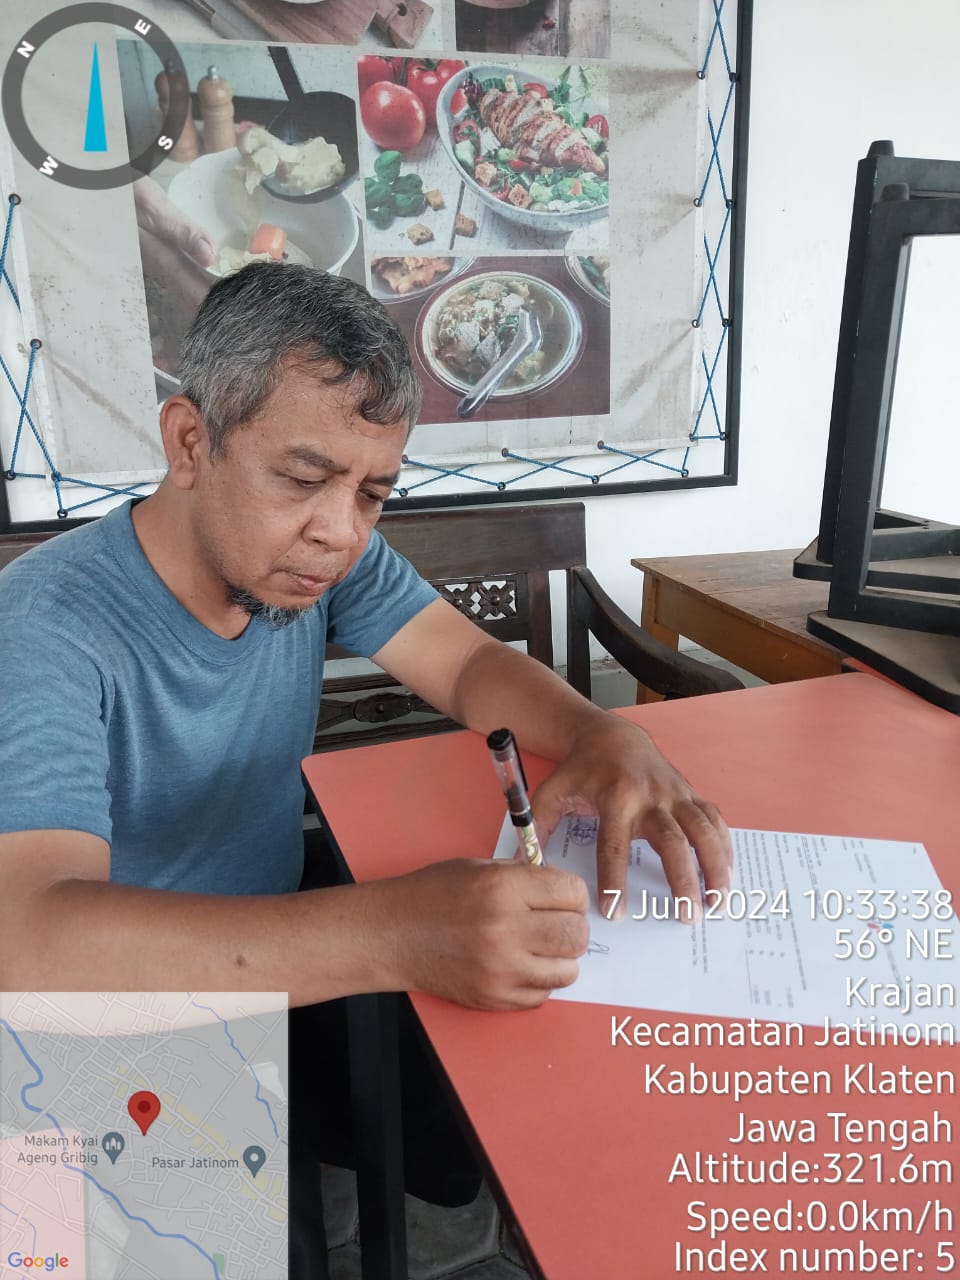 N
E
S
W
7 Jun 2024 10:33:38
56° NE
Krajan
Kecamatan Jatinom
Kabupaten Klaten
Jawa Tengah
Altitude:321.6m
Speed:0.0km/h
Index number: 5
Makam Kyai
Ageng Gribig
Pasar Jatinom
Google